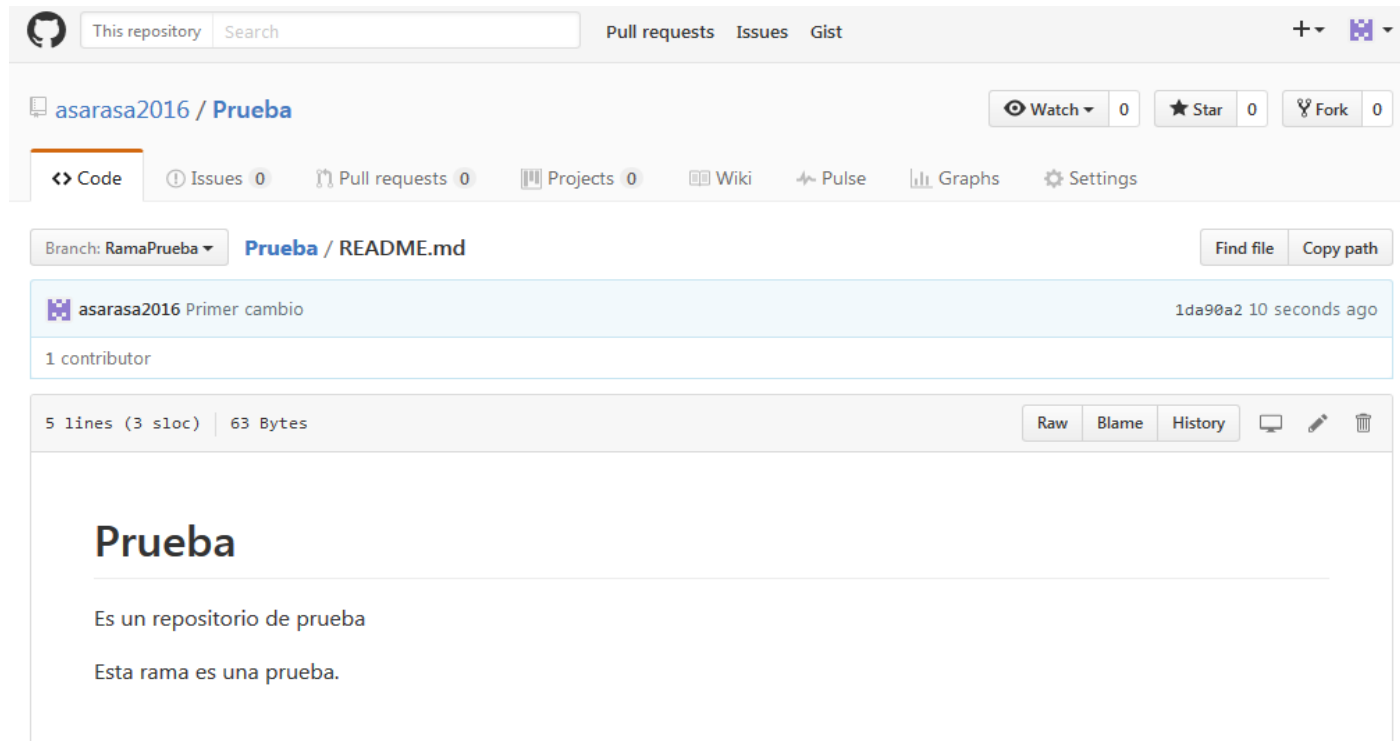 This repository Search Pull requests Issues Gist
asarasa2016 / Prueba Watch 0 Star 0 Fork 0
Code Issues 0 Pull requests 0 Projects 0 Wiki Pulse Graphs Settings
Branch: RamaPrueba Prueba / README.md Find file Copy path
asarasa2016 Primer cambio 1da90a2 10 seconds ago
1 contributor
5 lines (3 sloc) 63 Bytes Raw Blame History
Prueba
Es un repositorio de prueba
Esta rama es una prueba.